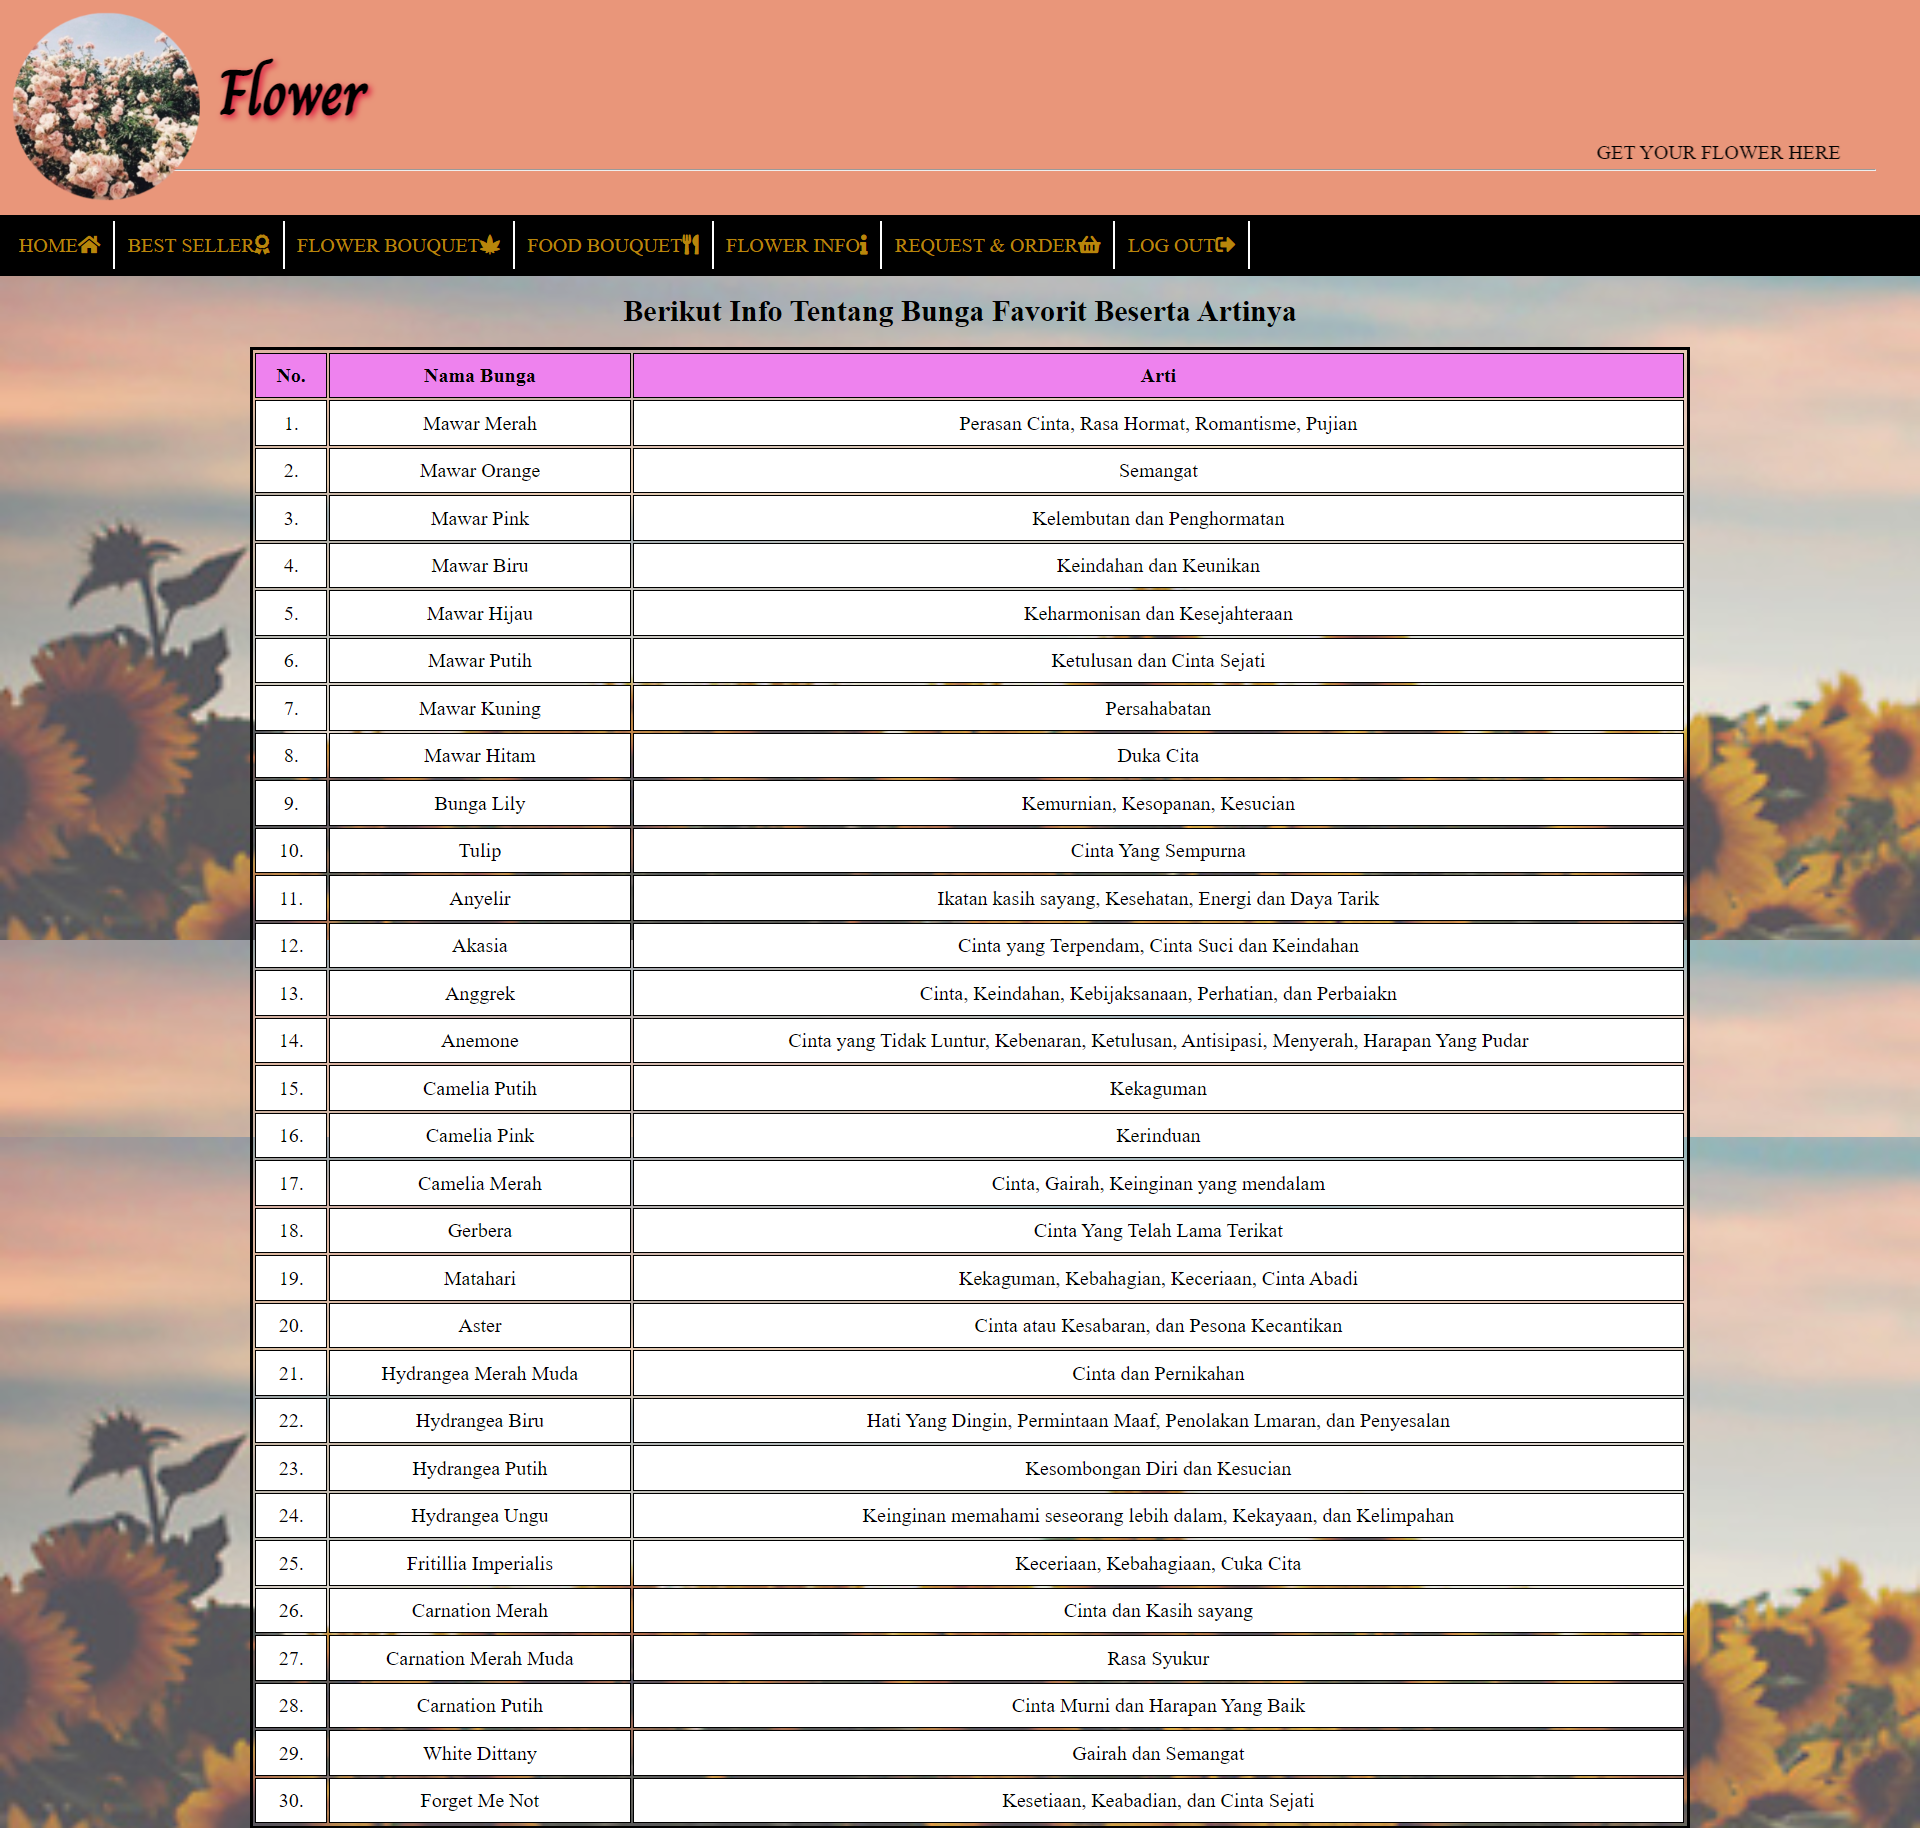 Flower
GET YOUR FLOWER HERE
HOME BEST SELLER FLOWER BOUQUET FOOD BOUQUET FLOWER INFO REQUEST & ORDER LOG OUT
Berikut Info Tentang Bunga Favorit Beserta Artinya
No. Nama Bunga Arti
1. Mawar Merah Perasan Cinta, Rasa Hormat, Romantisme, Pujian
2. Mawar Orange Semangat
3. Mawar Pink Kelembutan dan Penghormatan
4. Mawar Biru Keindahan dan Keunikan
5. Mawar Hijau Keharmonisan dan Kesejahteraan
6. Mawar Putih Ketulusan dan Cinta Sejati
7. Mawar Kuning Persahabatan
8. Mawar Hitam Duka Cita
9. Bunga Lily Kemurnian, Kesopanan, Kesucian
10. Tulip Cinta Yang Sempurna
11. Anyelir Ikatan kasih sayang, Kesehatan, Energi dan Daya Tarik
12. Akasia Cinta yang Terpendam, Cinta Suci dan Keindahan
13. Anggrek Cinta, Keindahan, Kebijaksanaan, Perhatian, dan Perbaiakn
14. Anemone Cinta yang Tidak Luntur, Kebenaran, Ketulusan, Antisipasi, Menyerah, Harapan Yang Pudar
15. Camelia Putih Kekaguman
16. Camelia Pink Kerinduan
17. Camelia Merah Cinta, Gairah, Keinginan yang mendalam
18. Gerbera Cinta Yang Telah Lama Terikat
19. Matahari Kekaguman, Kebahagian, Keceriaan, Cinta Abadi
20. Aster Cinta atau Kesabaran, dan Pesona Kecantikan
21. Hydrangea Merah Muda Cinta dan Pernikahan
22. Hydrangea Biru Hati Yang Dingin, Permintaan Maaf, Penolakan Lmaran, dan Penyesalan
23. Hydrangea Putih Kesombongan Diri dan Kesucian
24. Hydrangea Ungu Keinginan memahami seseorang lebih dalam, Kekayaan, dan Kelimpahan
25. Fritillia Imperialis Keceriaan, Kebahagiaan, Cuka Cita
26. Carnation Merah Cinta dan Kasih sayang
27. Carnation Merah Muda Rasa Syukur
28. Carnation Putih Cinta Murni dan Harapan Yang Baik
29. White Dittany Gairah dan Semangat
30. Forget Me Not Kesetiaan, Keabadian, dan Cinta Sejati